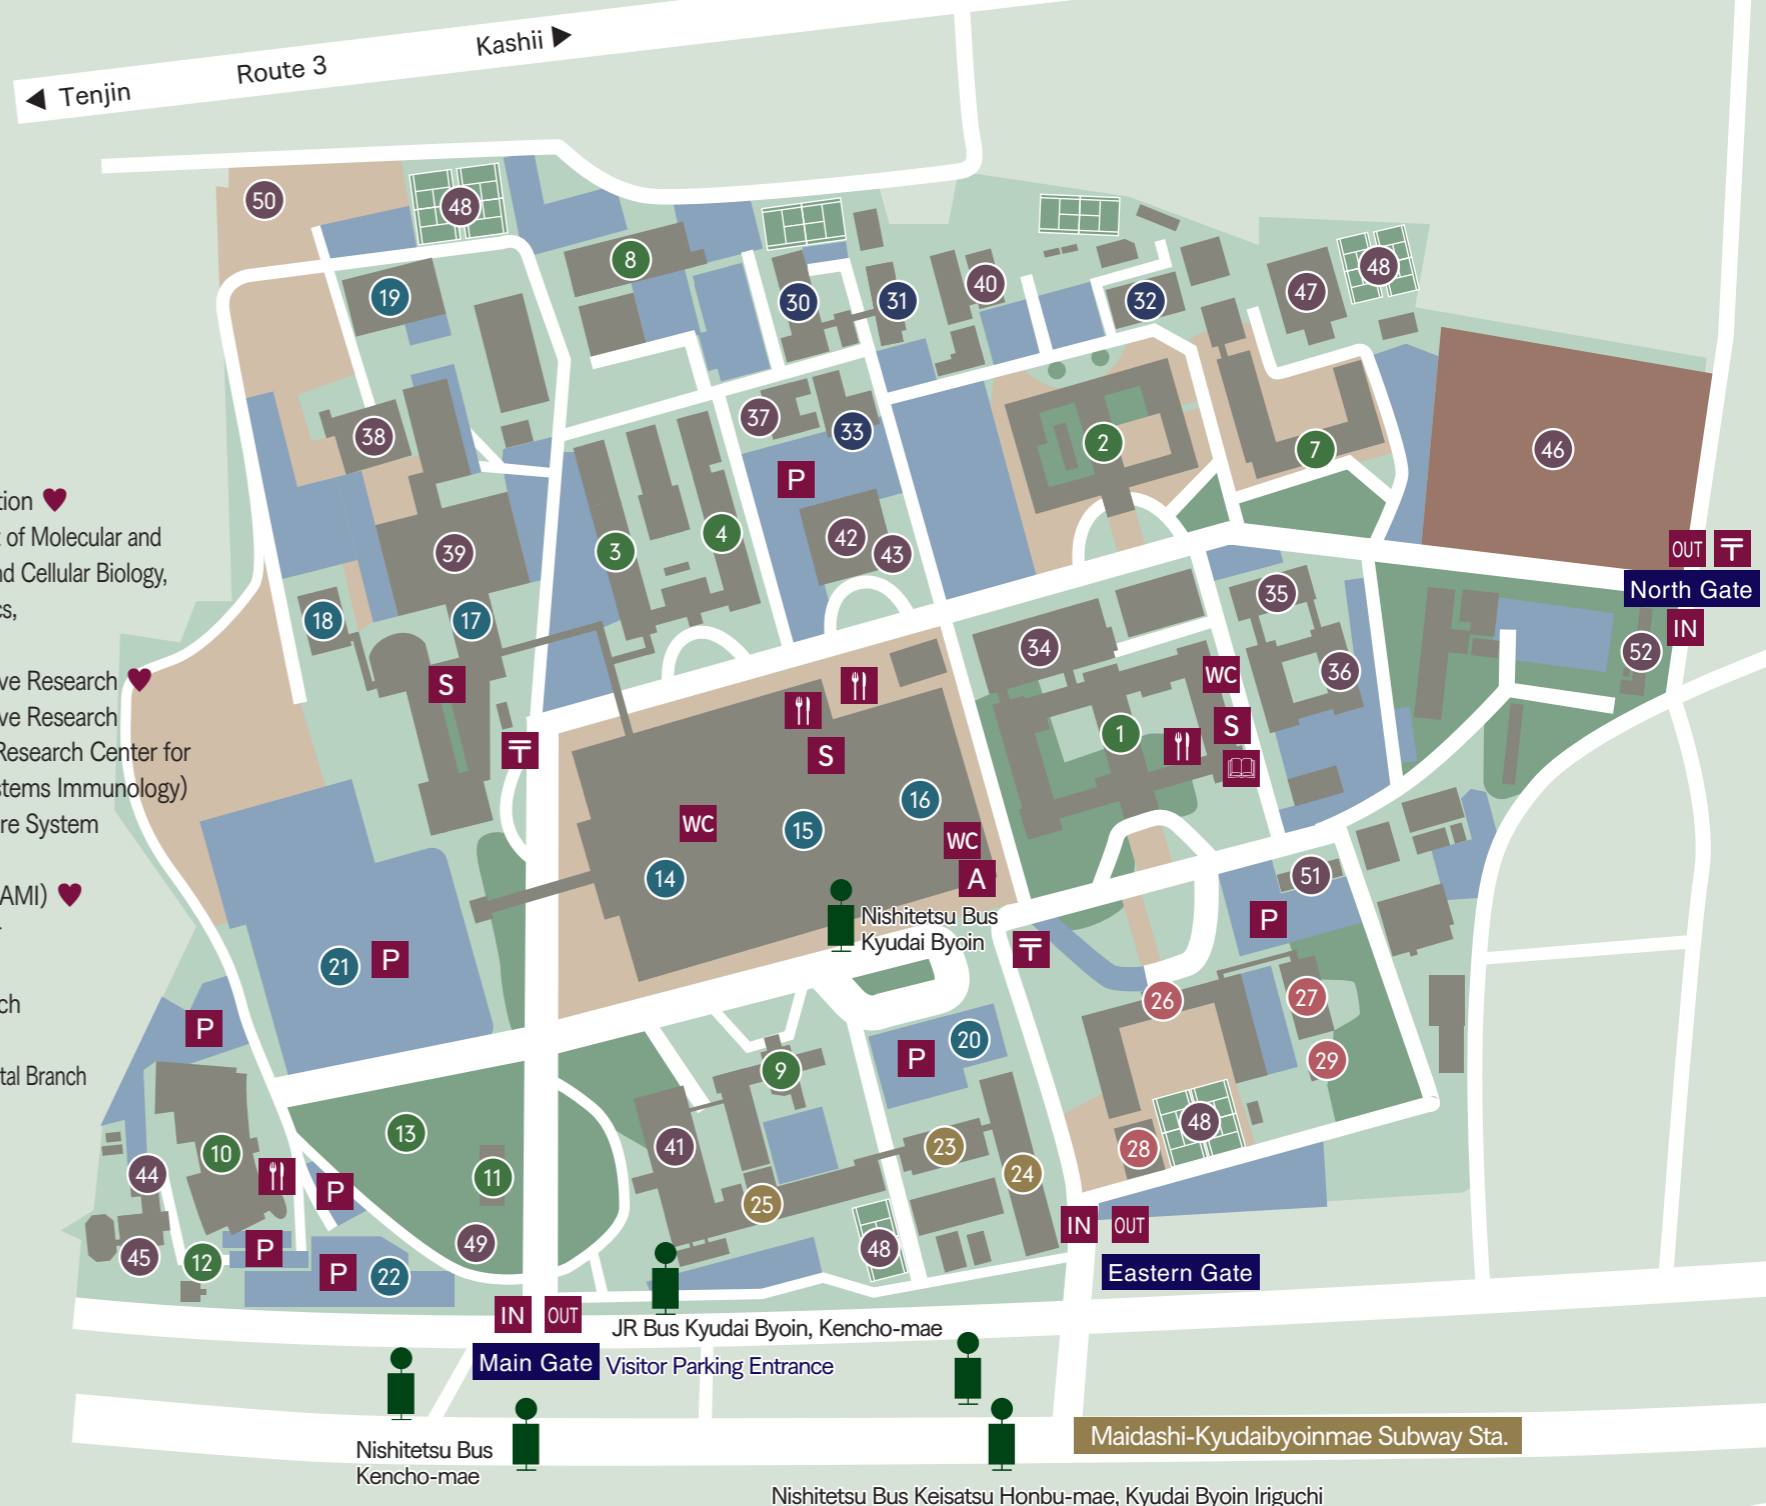 Kashii ▶
Route 3
◀ Tenjin
50
48
19
8
30
31
40
32
47
48
38
37
33
2
7
46
P
39
3
4
42
43
OUT 〒
North Gate
IN
18
17
34
35
36
52
S
WC
S
1
〒
S
16
WC
15
WC
14
A
51
P
Nishitetsu Bus
Kyudai Byoin
〒
21
P
P
26
27
20
P
29
9
13
10
11
44
P
41
23
24
25
28
48
45
12
P
49
P
22
48
IN OUT
Eastern Gate
IN OUT
JR Bus Kyudai Byoin, Kencho-mae
Main Gate
Visitor Parking Entrance
Nishitetsu Bus
Kencho-mae
Maidashi-Kyudaibyoinmae Subway Sta.
Nishitetsu Bus Keisatsu Honbu-mae, Kyudai Byoin Iriguchi
tion ♥
t of Molecular and
nd Cellular Biology,
cs,
ve Research ♥
ve Research
Research Center for
stems Immunology)
re System
AMI) ♥
ch
tal Branch